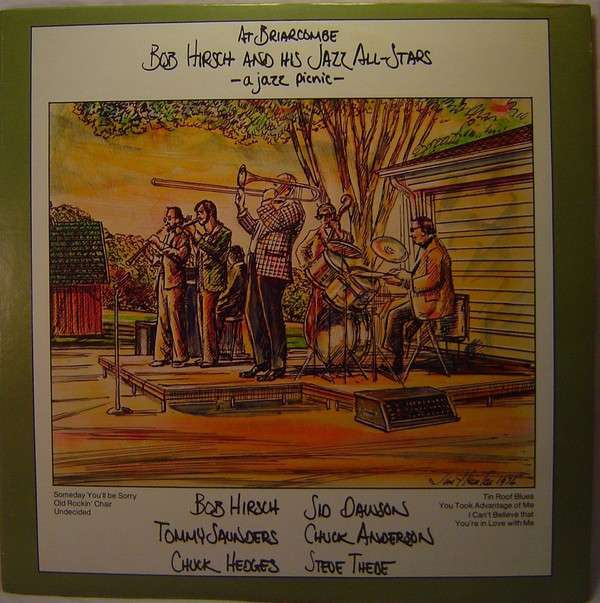 At Briarcombe
Bob Hirsch and his Jazz All-Stars
- a jazz picnic -
1976
Someday You'll be Sorry
Old Rockin' Chair
Undecided
Bob Hirsch
Sid Dawson
Tommy Saunders
Chuck Anderson
Chuck Hedges
Steve Thede
Tin Roof Blues
You Took Advantage of Me
I Can't Believe that
You're in Love with Me